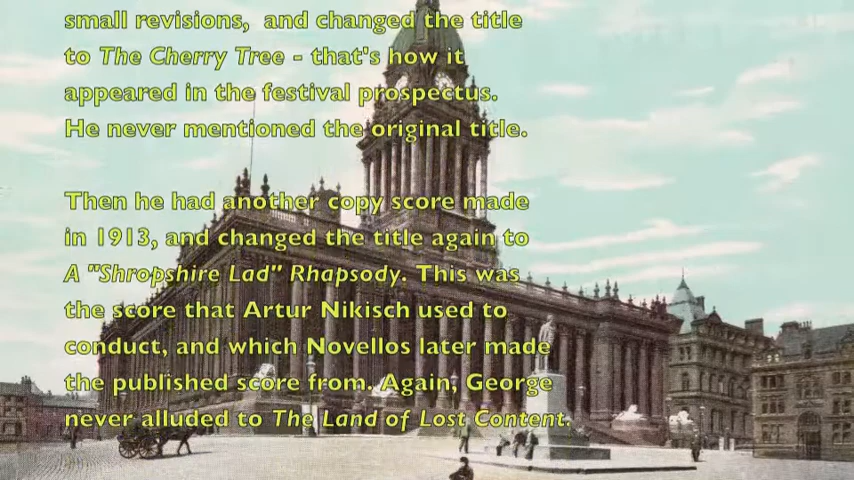 small revisions, and changed the title
to The Cherry Tree - that's how it
appeared in the festival prospectus.
He never mentioned the original title.
Then he had another copy score made
in 1913, and changed the title again to
A "Shropshire Lad" Rhapsody. This was
the score that Artur Nikisch used to
conduct, and which Novellos later made
the published score from. Again, George
never alluded to The Land of Lost Content.